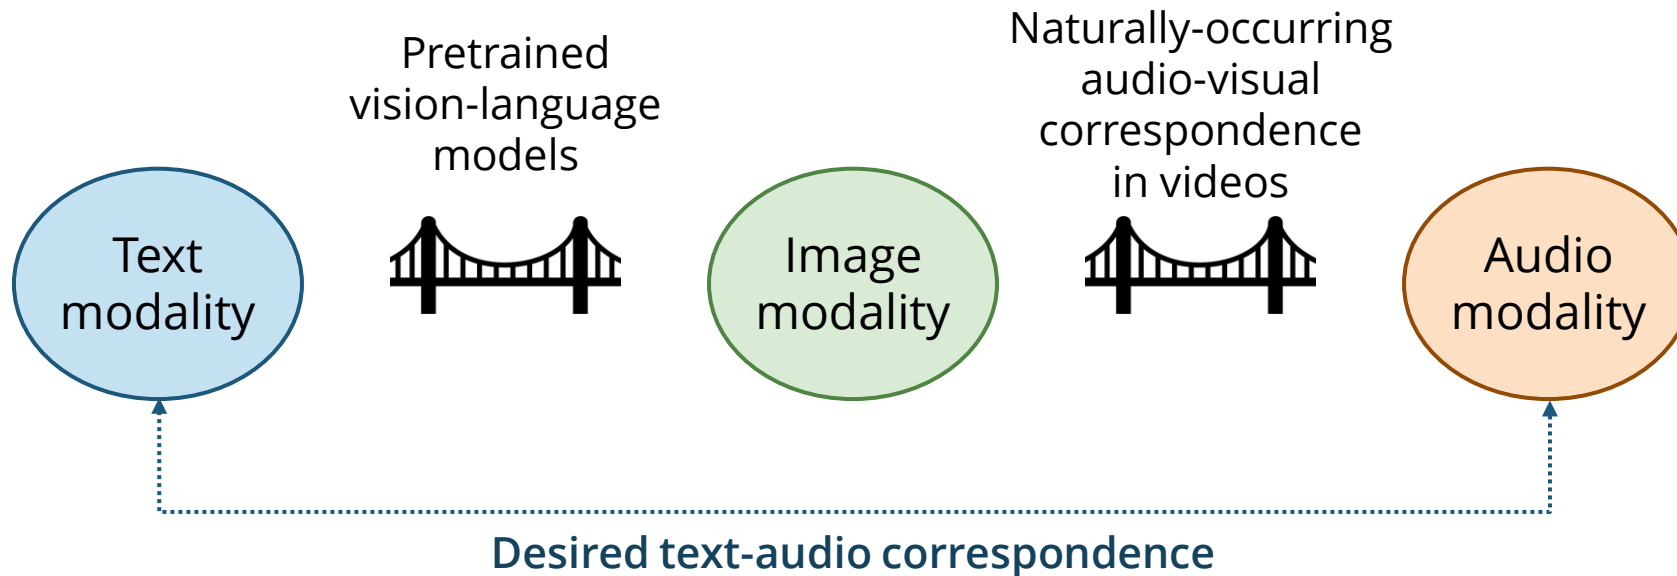 Pretrained
vision-language
models
Naturally-occurring
audio-visual
correspondence
in videos
Text
modality
Image
modality
Audio
modality
Desired text-audio correspondence